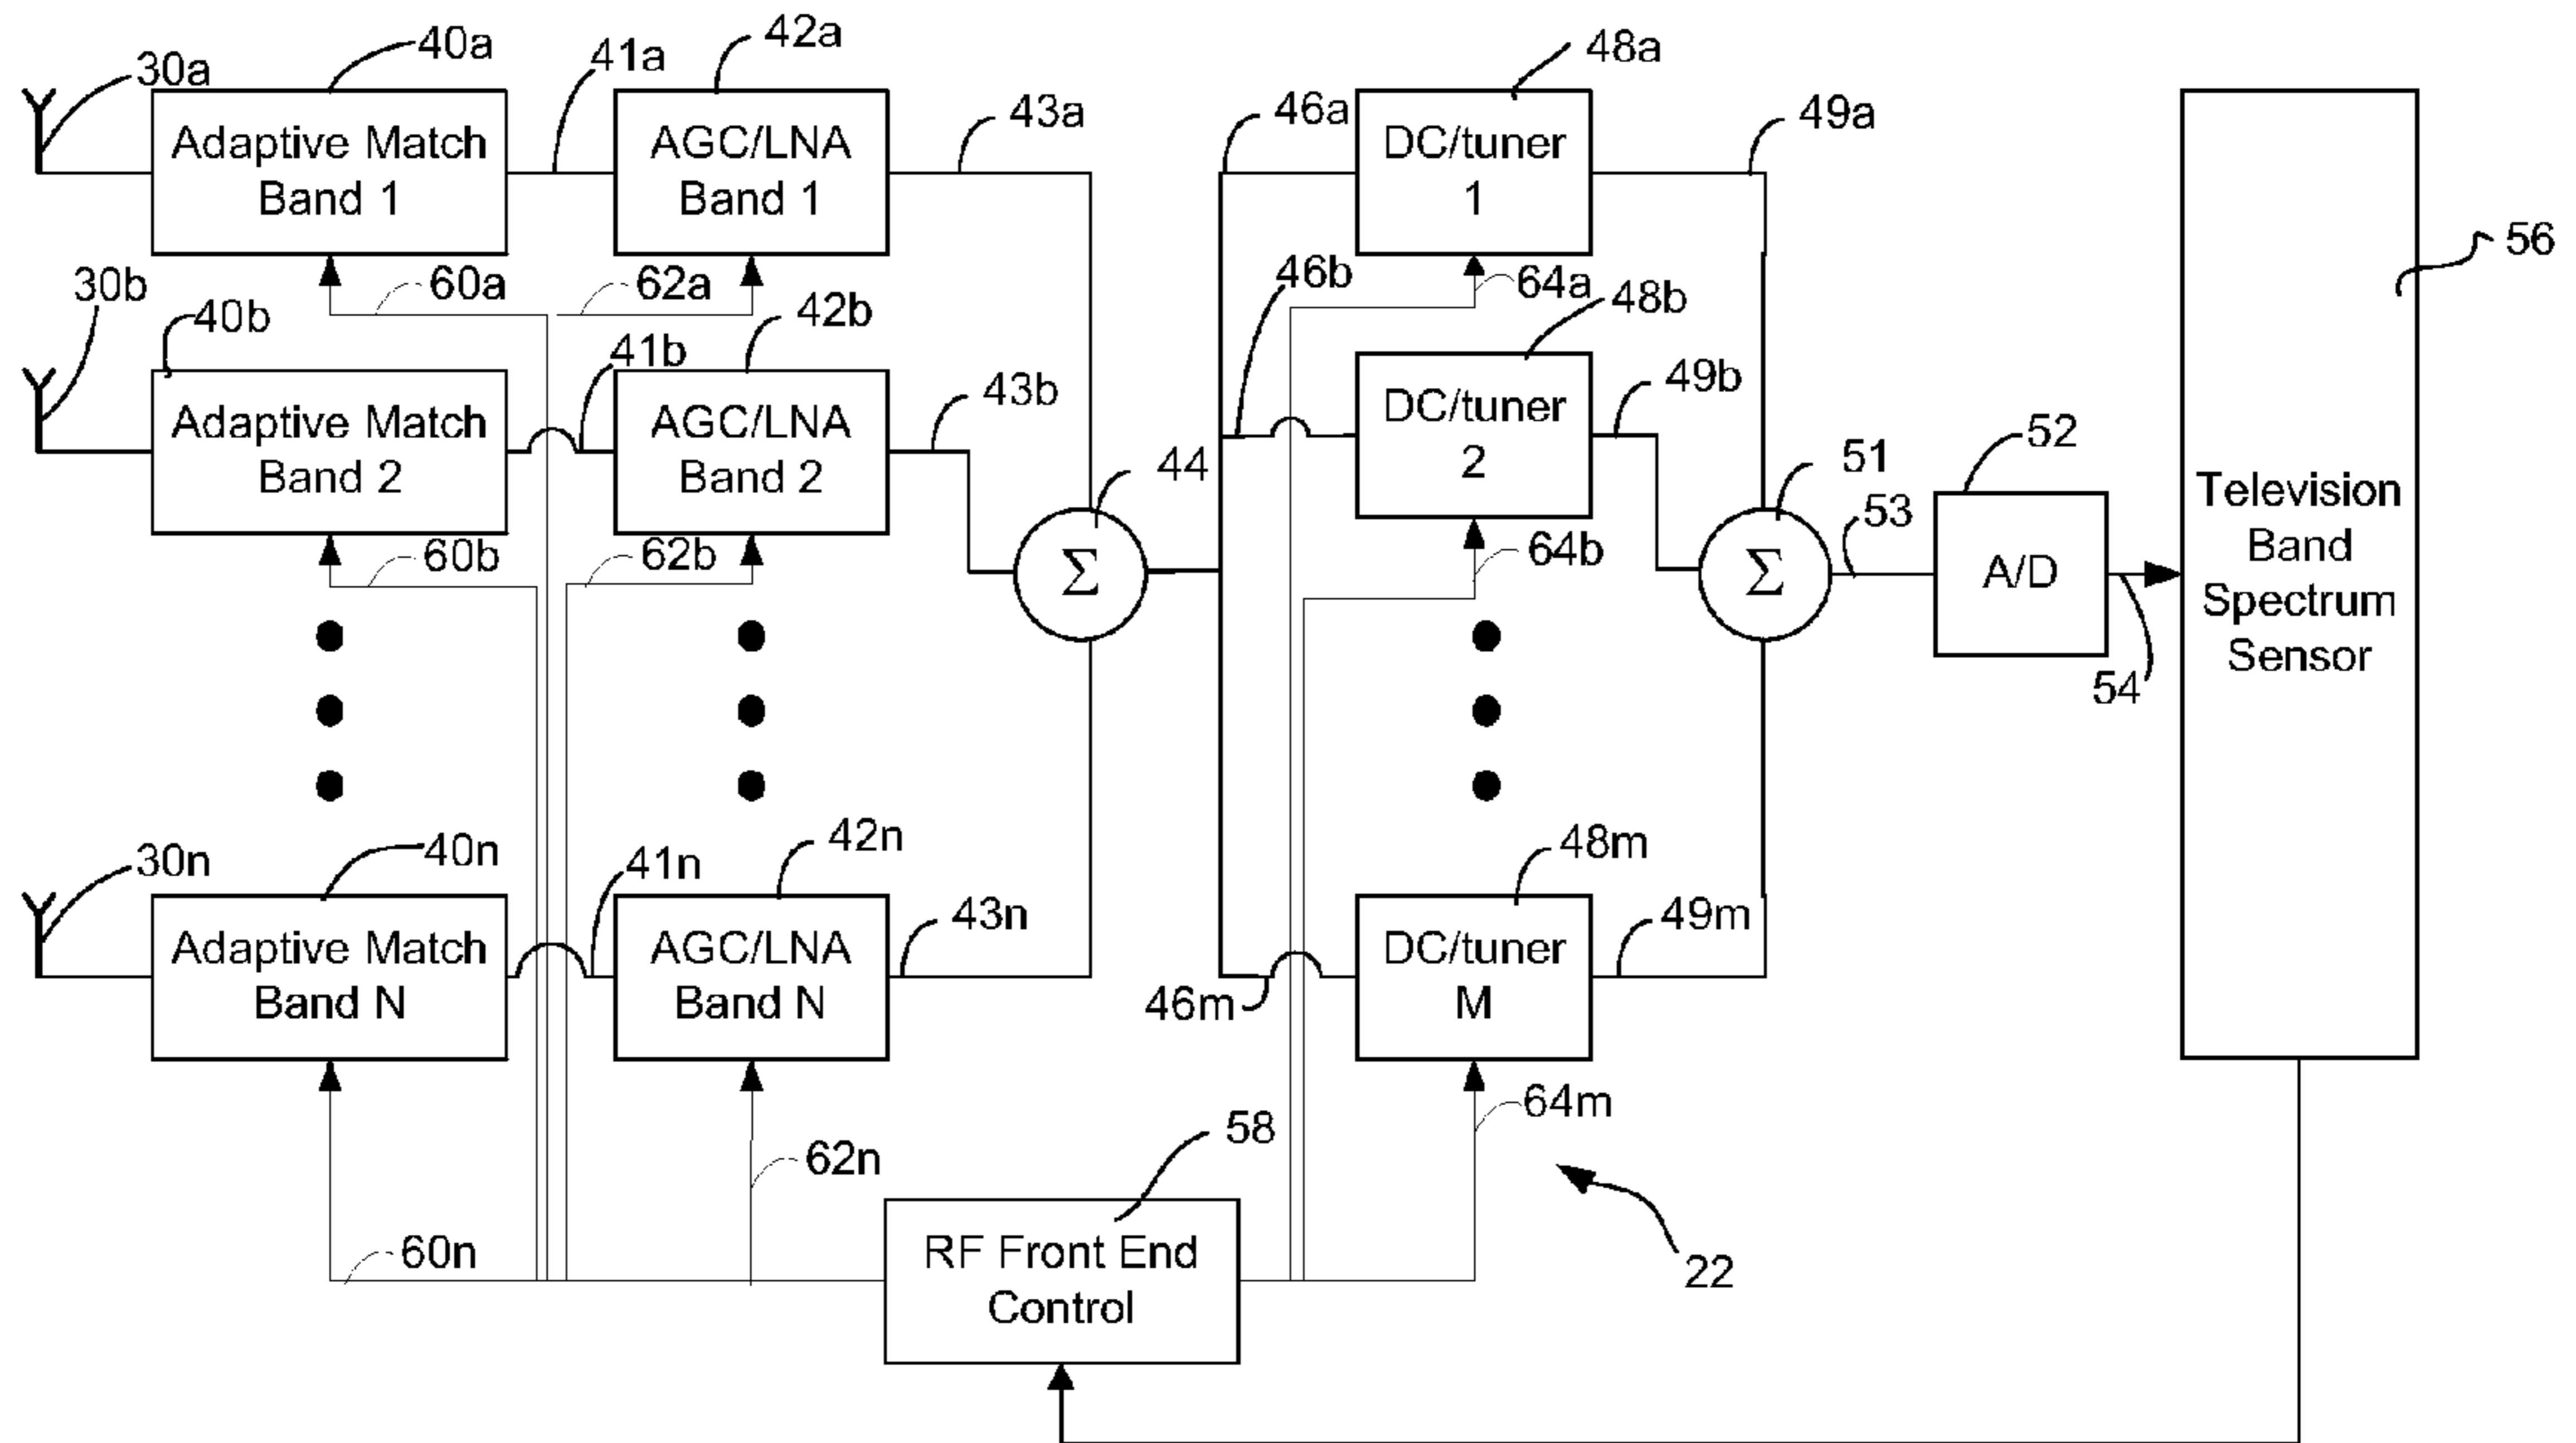 30a
40a
41a
42a
43a
46a
48a
49a
Adaptive Match
Band 1
AGC/LNA
Band 1
DC/tuner
1
56
30b
40b
60a
62a
41b
42b
43b
46b
64a
48b
49b
Adaptive Match
Band 2
AGC/LNA
Band 2
DC/tuner
2
44
51
53
52
60b
62b
64b
Σ
Σ
A/D
54
Television
Band
Spectrum
Sensor
30n
40n
41n
42n
43n
48m
49m
Adaptive Match
Band N
AGC/LNA
Band N
46m
DC/tuner
M
60n
62n
58
64m
RF Front End
Control
22